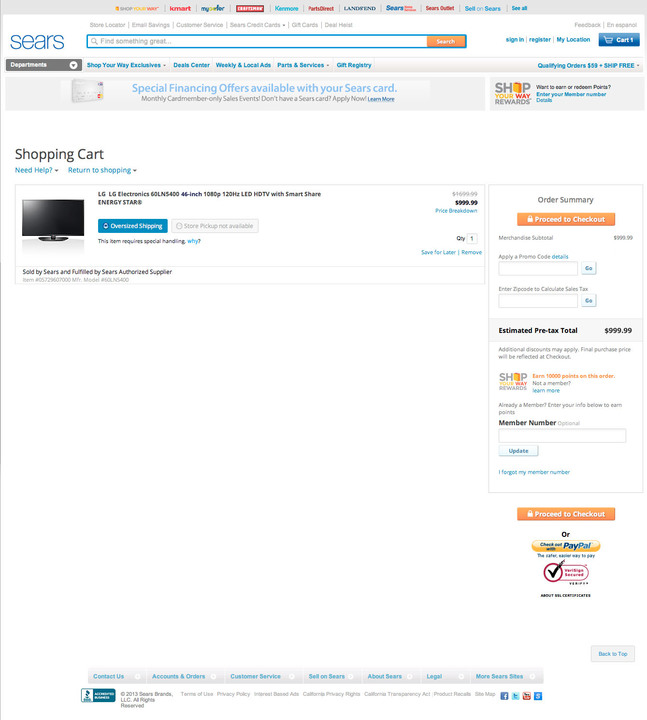 SHOP YOUR WAY | kmart | mygofer | CRAFTSMAN | Kenmore | PartsDirect | LANDS'END | Sears | Sears Outlet | Sell on Sears | See all
Store Locator | Email Savings | Customer Service | Sears Credit Cards | Gift Cards | Deal Heist
Feedback | En espanol
sears
Find something great...
Search
sign in | register | My Location
Cart 1
Departments
Shop Your Way Exclusives
Deals Center
Weekly & Local Ads
Parts & Services
Gift Registry
Qualifying Orders $59 + SHIP FREE
Special Financing Offers available with your Sears card.
Monthly Cardmember-only Sales Events! Don't have a Sears card? Apply Now! Learn More
SHOP YOUR WAY REWARDS
Want to earn or redeem Points?
Enter your Member number
Details
Shopping Cart
Need Help?
Return to shopping
LG LG Electronics 60LN5400 46-inch 1080p 120Hz LED HDTV with Smart Share
ENERGY STAR®
$1699.99
$999.99
Price Breakdown
Oversized Shipping
Store Pickup not available
This item requires special handling. why?
Qty 1
Save for Later | Remove
Sold by Sears and Fulfilled by Sears Authorized Supplier
Item #05729607000 Mfr. Model #60LN5400
Order Summary
Proceed to Checkout
Merchandise Subtotal $999.99
Apply a Promo Code details
Go
Enter Zipcode to Calculate Sales Tax
Go
Estimated Pre-tax Total $999.99
Additional discounts may apply. Final purchase price
will be reflected at Checkout.
SHOP YOUR WAY REWARDS
Earn 10000 points on this order.
Not a member?
learn more
Already a Member? Enter your info below to earn
points
Member Number Optional
Update
I forgot my member number
Proceed to Checkout
Or
Check out with PayPal
The safer, easier way to pay
VeriSign Secured
VERIFY
ABOUT SSL CERTIFICATES
Back to Top
Contact Us
Accounts & Orders
Customer Service
Sell on Sears
About Sears
Legal
More Sears Sites
BBB ACCREDITED BUSINESS
© 2013 Sears Brands,
LLC. All Rights
Reserved
Terms of Use Privacy Policy Interest Based Ads California Privacy Rights California Transparency Act Product Recalls Site Map